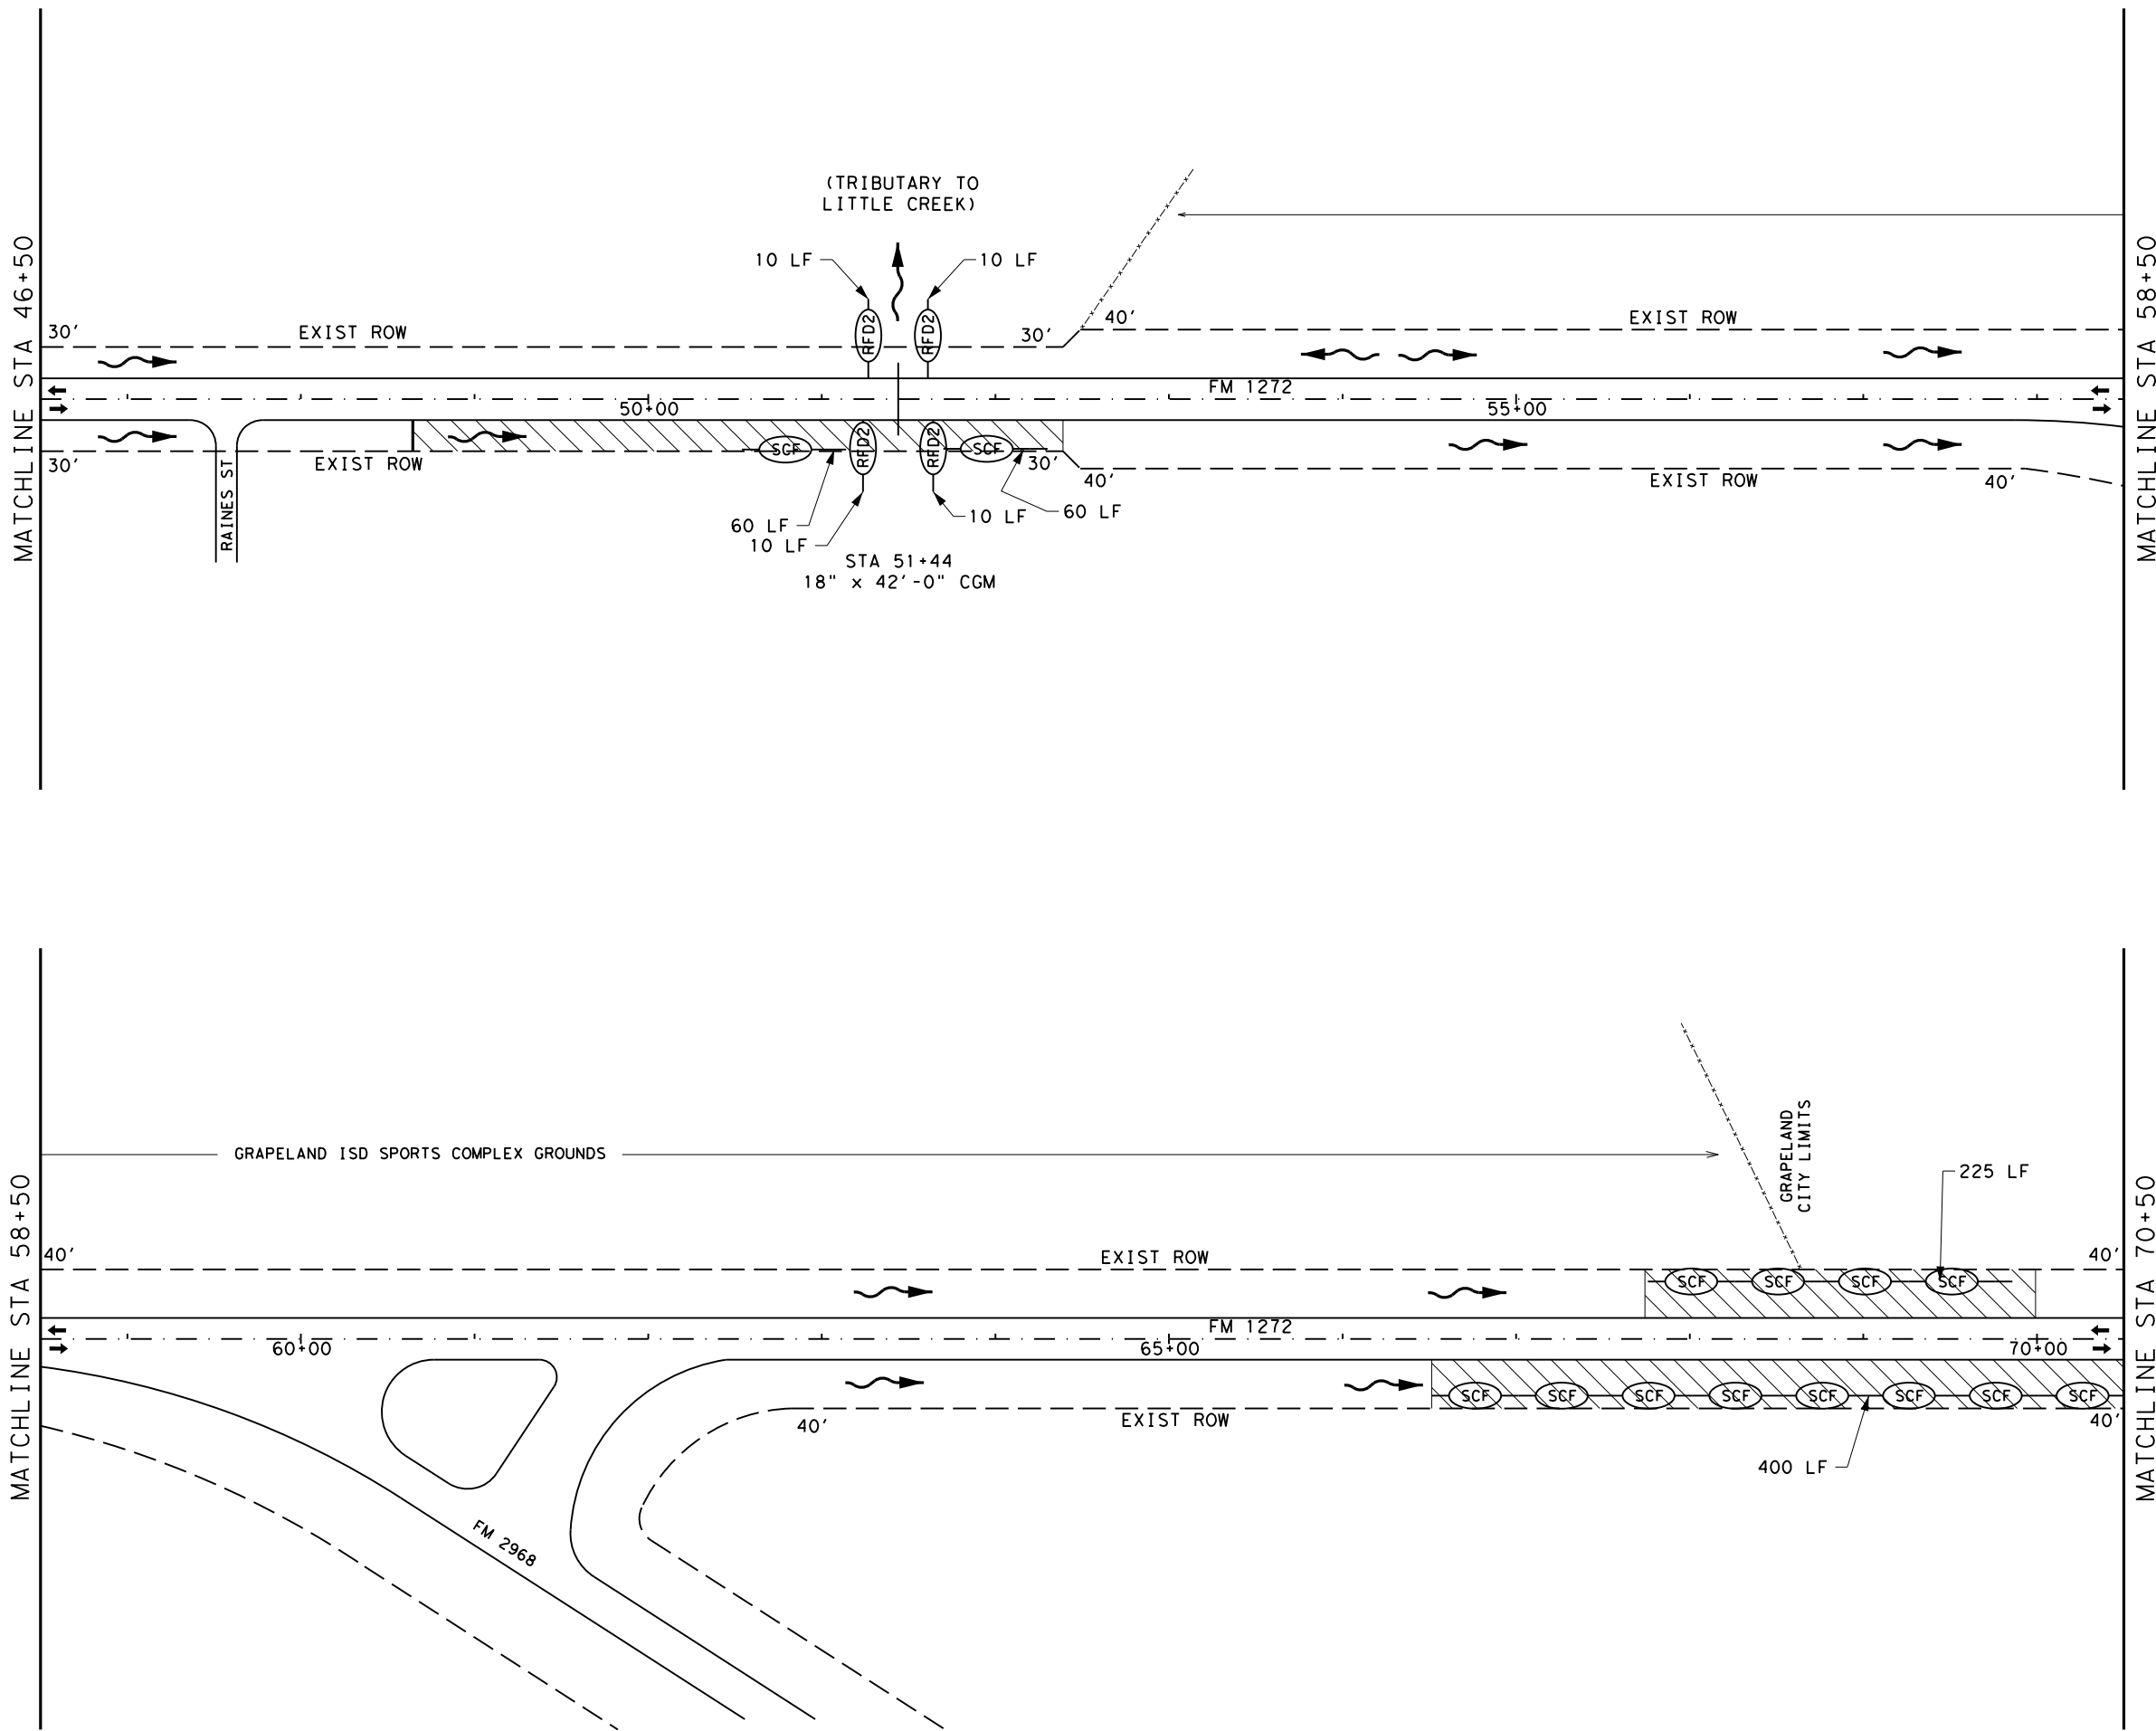 MATCHLINE STA 46+50
MATCHLINE STA 58+50
(TRIBUTARY TO
LITTLE CREEK)
10 LF
10 LF
30'
EXIST ROW
RFD2
RFD2
30'
40'
EXIST ROW
FM 1272
50+00
55+00
30'
EXIST ROW
RAINES ST
SCF
RFD2
RFD2
SCF
30'
40'
EXIST ROW
40'
60 LF
10 LF
10 LF
60 LF
STA 51+44
18" x 42'-0" CGM
MATCHLINE STA 58+50
MATCHLINE STA 70+50
GRAPELAND ISD SPORTS COMPLEX GROUNDS
GRAPELAND
CITY LIMITS
225 LF
40'
EXIST ROW
40'
SCF
SCF
SCF
SCF
FM 1272
60+00
65+00
70+00
SCF
SCF
SCF
SCF
SCF
SCF
SCF
SCF
40'
EXIST ROW
40'
400 LF
FM 2968